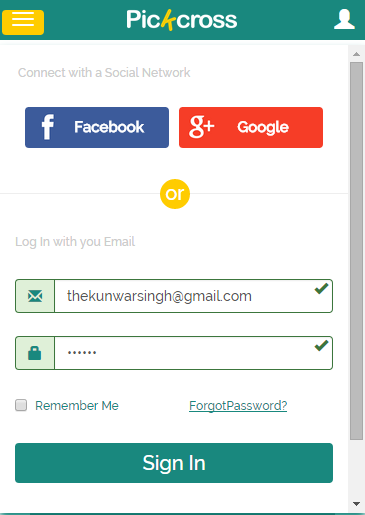 Pickcross
Connect with a Social Network
f Facebook
g+ Google
or
Log In with you Email
thekunwarsingh@gmail.com
••••••
Remember Me ForgotPassword?
Sign In